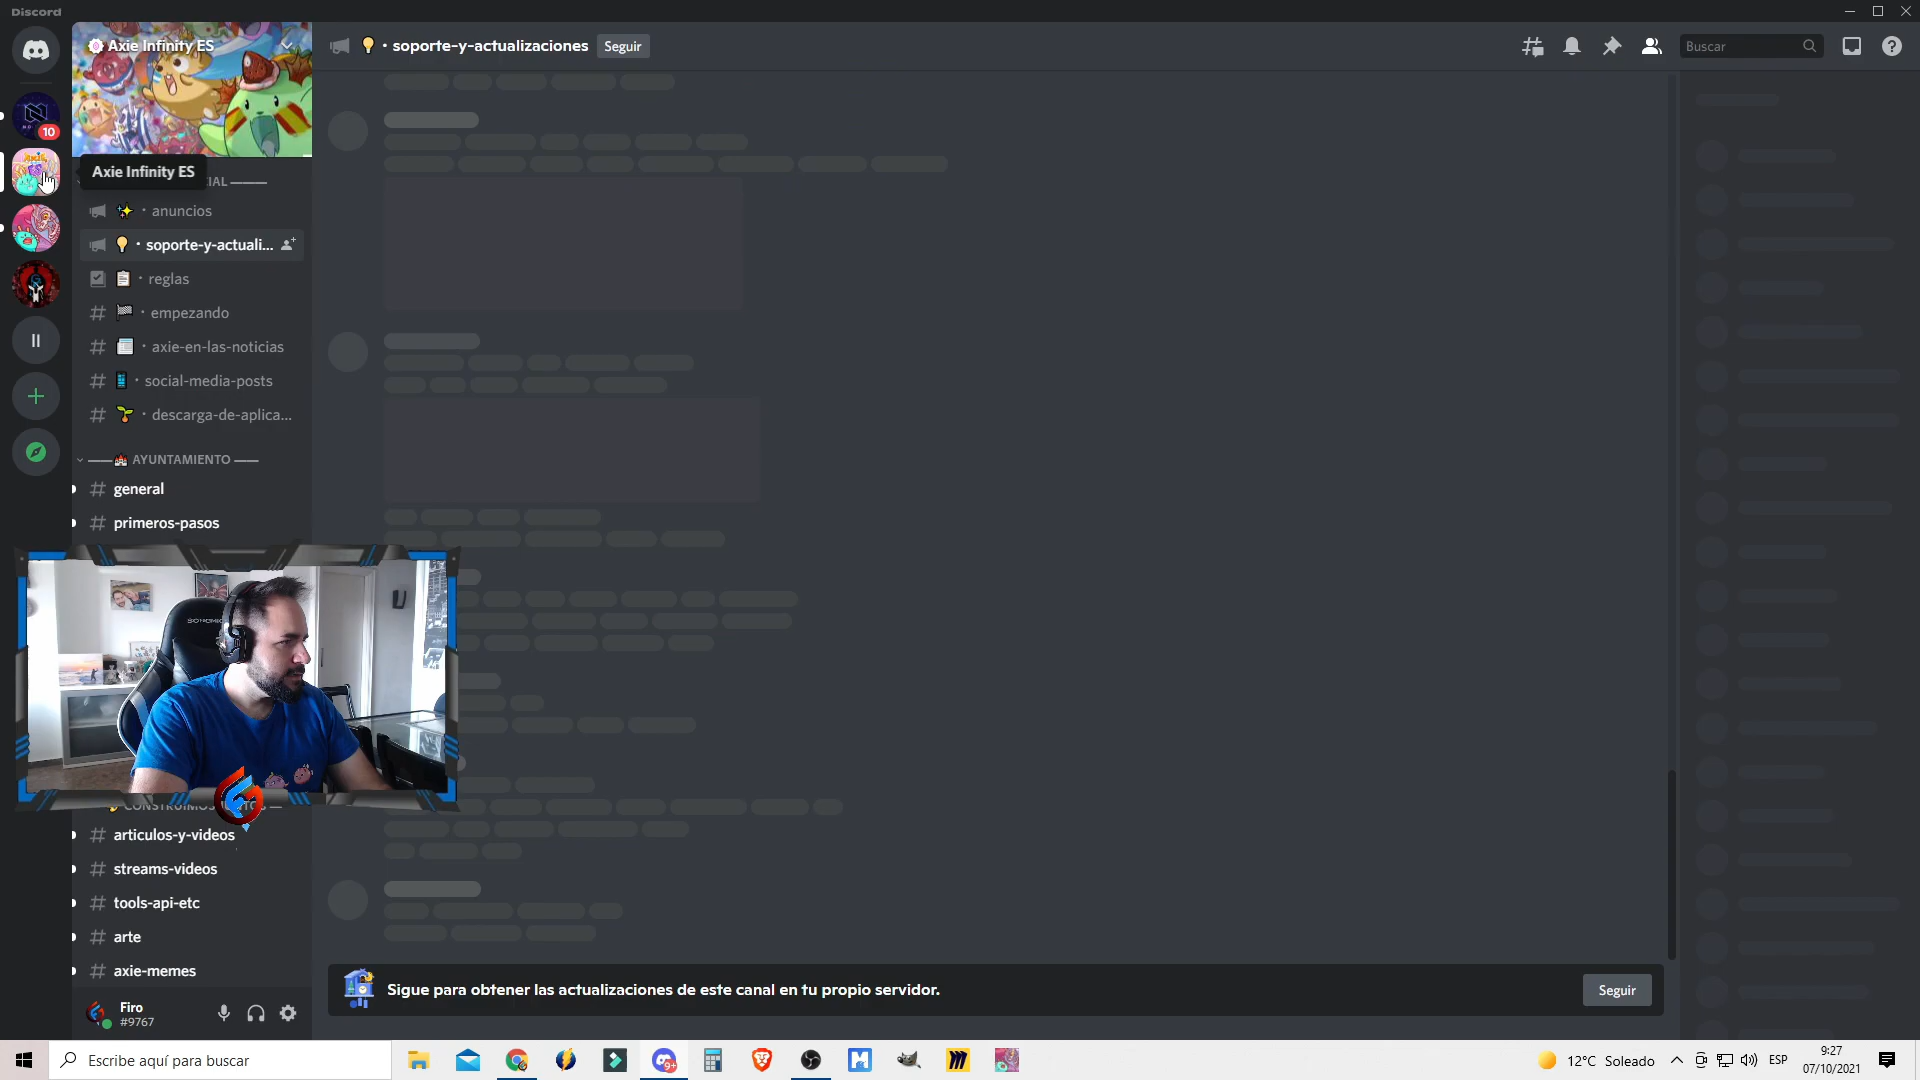 Discord
Axie Infinity ES
• soporte-y-actualizaciones
Seguir
Buscar
10
Axie Infinity ES
IAL
• anuncios
• soporte-y-actuali...
• reglas
• empezando
• axie-en-las-noticias
• social-media-posts
• descarga-de-aplica...
AYUNTAMIENTO
general
primeros-pasos
articulos-y-videos
streams-videos
tools-api-etc
arte
axie-memes
Sigue para obtener las actualizaciones de este canal en tu propio servidor.
Seguir
Firo
#9767
Escribe aquí para buscar
9+
12°C Soleado
ESP
9:27
07/10/2021